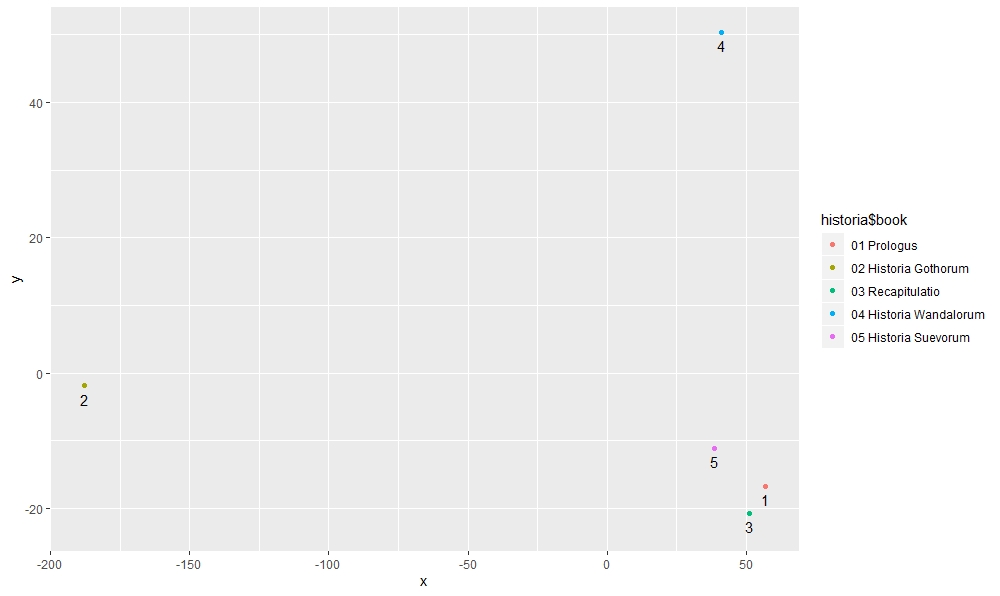 4
40
20
historia$book
01 Prologus
02 Historia Gothorum
03 Recapitulatio
04 Historia Wandalorum
05 Historia Suevorum
y
0
2
5
1
-20
3
-200
-150
-100
-50
0
50
x